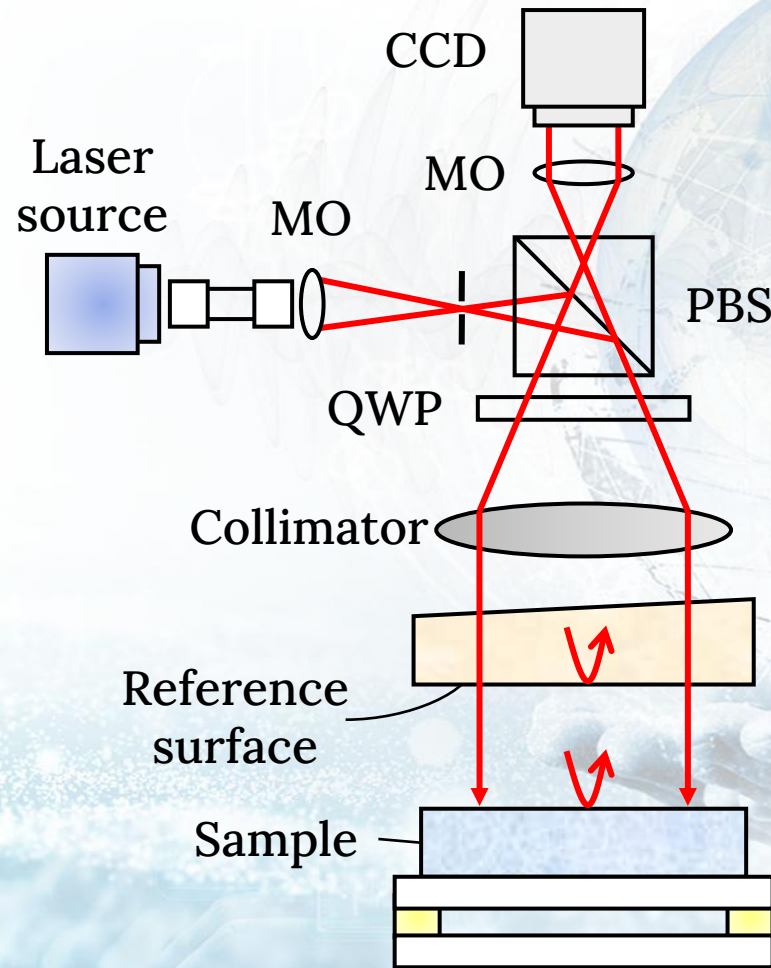 CCD
Laser
source
MO
MO
PBS
QWP
Collimator
Reference
surface
Sample